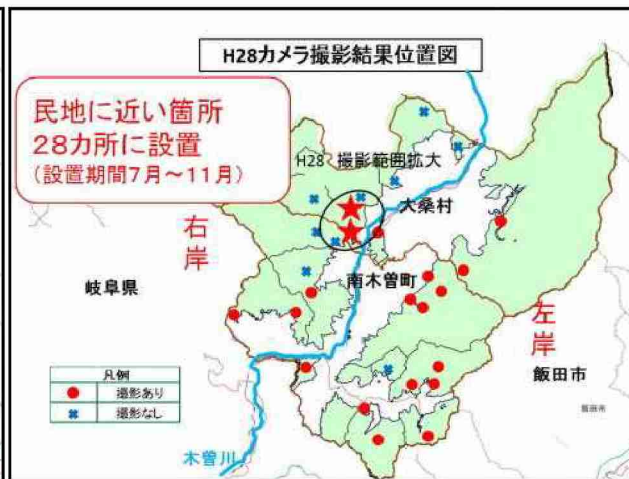 H28カメラ撮影結果位置図
民地に近い箇所
28カ所に設置
(設置期間7月～11月)
H28 撮影範囲拡大
大桑村
右岸
岐阜県
南木曽町
左岸
飯田市
凡例
撮影あり
撮影なし
飯田市
木曽川